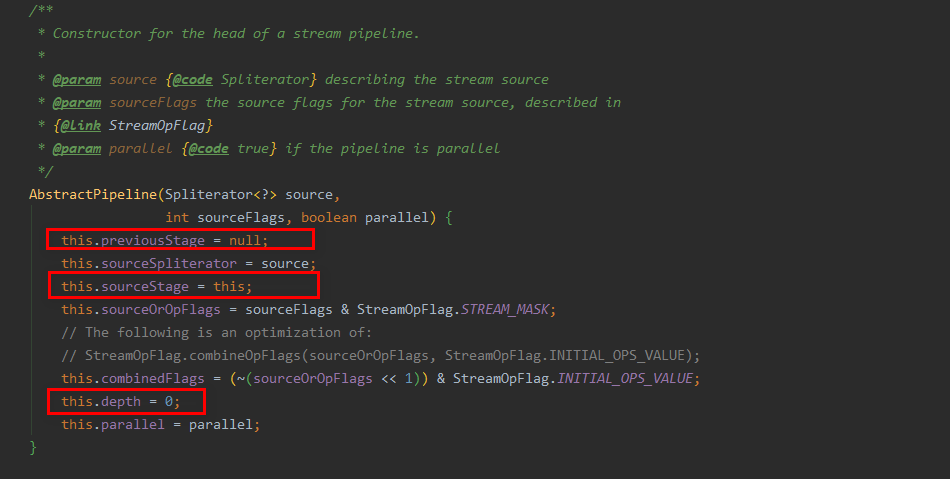 /**
 * Constructor for the head of a stream pipeline.
 *
 * @param source {@code Spliterator} describing the stream source
 * @param sourceFlags the source flags for the stream source, described in
 * {@link StreamOpFlag}
 * @param parallel {@code true} if the pipeline is parallel
 */
AbstractPipeline(Spliterator<?> source,
                 int sourceFlags, boolean parallel) {
    this.previousStage = null;
    this.sourceSpliterator = source;
    this.sourceStage = this;
    this.sourceOrOpFlags = sourceFlags & StreamOpFlag.STREAM_MASK;
    // The following is an optimization of:
    // StreamOpFlag.combineOpFlags(sourceOrOpFlags, StreamOpFlag.INITIAL_OPS_VALUE);
    this.combinedFlags = (~(sourceOrOpFlags << 1)) & StreamOpFlag.INITIAL_OPS_VALUE;
    this.depth = 0;
    this.parallel = parallel;
}